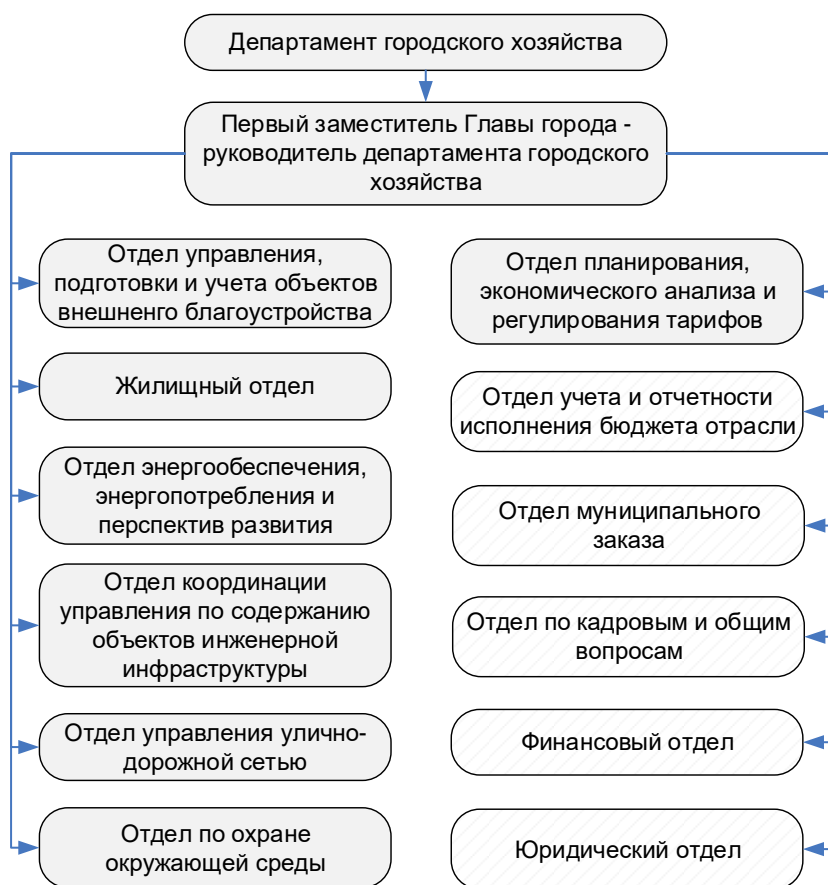 Департамент городского хозяйства
Первый заместитель Главы города -
руководитель департамента городского
хозяйства
Отдел управления,
подготовки и учета объектов
внешненго благоустройства
Жилищный отдел
Отдел энергообеспечения,
энергопотребления и
перспектив развития
Отдел координации
управления по содержанию
объектов инженерной
инфраструктуры
Отдел управления улично-
дорожной сетью
Отдел по охране
окружающей среды
Отдел планирования,
экономического анализа и
регулирования тарифов
Отдел учета и отчетности
исполнения бюджета отрасли
Отдел муниципального
заказа
Отдел по кадровым и общим
вопросам
Финансовый отдел
Юридический отдел